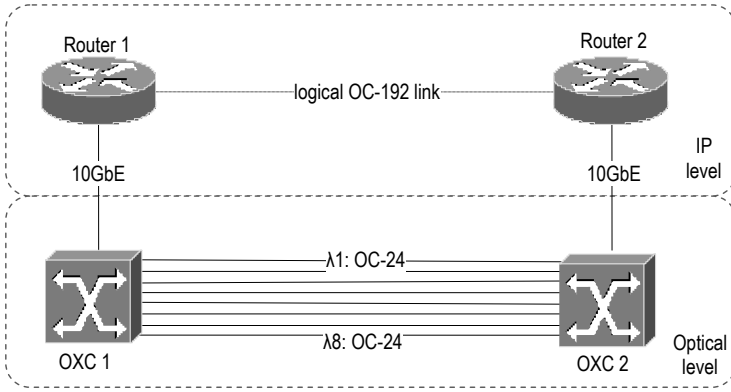 Router 1
Router 2
logical OC-192 link
IP
level
10GbE
10GbE
λ1: OC-24
λ8: OC-24
OXC 1
OXC 2
Optical
level